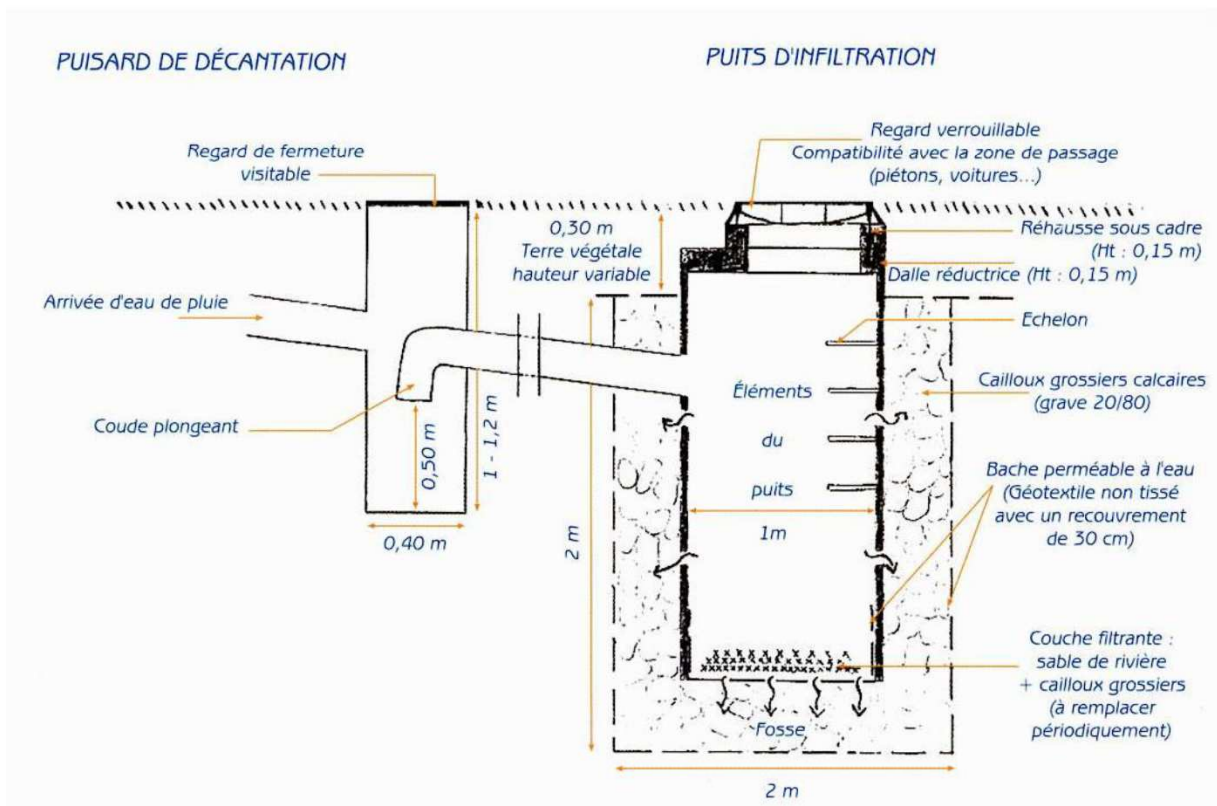 PUISARD DE DÉCANTATION
PUITS D'INFILTRATION
Regard de fermeture
visitable
Regard verrouillable
Compatibilité avec la zone de passage
(piétons, voitures...)
0,30 m
Terre végétale
hauteur variable
Réhausse sous cadre
(Ht : 0,15 m)
Dalle réductrice (Ht : 0,15 m)
Arrivée d'eau de pluie
Echelon
Éléments
du
puits
Cailloux grossiers calcaires
(grave 20/80)
Coude plongeant
0,50 m
1 - 1,2 m
0,40 m
2 m
1m
Bache perméable à l'eau
(Géotextile non tissé
avec un recouvrement
de 30 cm)
Couche filtrante :
sable de rivière
+ cailloux grossiers
(à remplacer
périodiquement)
Fosse
2 m